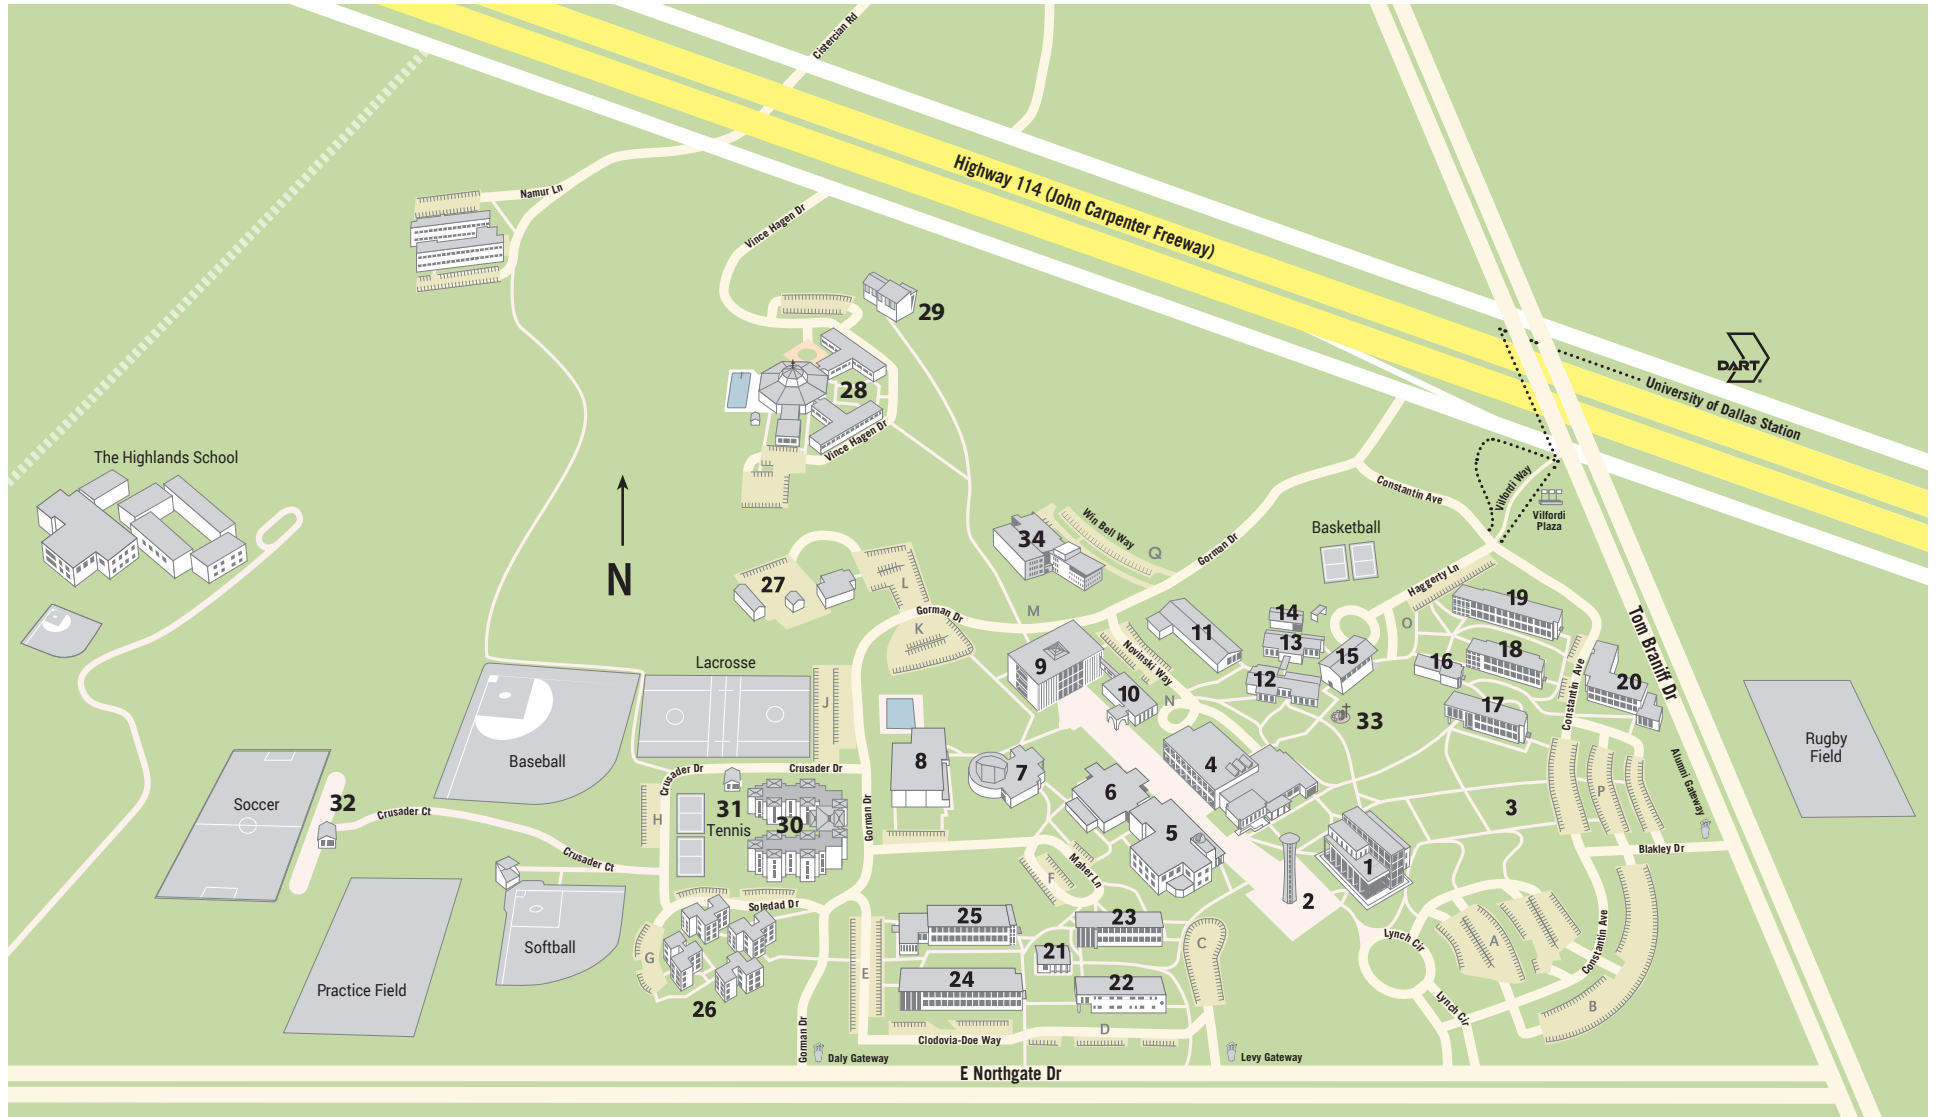 Cistercian Rd
Namur Ln
Highway 114 (John Carpenter Freeway)
Vince Hagen Dr
29
28
Vince Hagen Dr
DART
University of Dallas Station
The Highlands School
N
Constantin Ave
Vilfordi Way
Vilfordi
Plaza
34
Win Bell Way
Q
Gorman Dr
Basketball
Haggerty Ln
27
L
K
Gorman Dr
M
9
10
Novinski Way
N
11
14
13
12
15
33
O
16
19
18
17
20
Constantin Ave
Tom Braniff Dr
Alumni Gateway
Rugby
Field
Lacrosse
J
Baseball
Soccer
32
Crusader Ct
Crusader Ct
Crusader Dr
Crusader Dr
H
31
Tennis
30
Gorman Dr
8
7
6
5
4
3
P
Blakley Dr
1
2
Maher Ln
F
Soledad Dr
G
26
Softball
Practice Field
25
24
23
21
22
E
C
D
Lynch Cir
Lynch Cir
A
B
Constantin Ave
Gorman Dr
Daly Gateway
Clodovia-Doe Way
Levy Gateway
E Northgate Dr